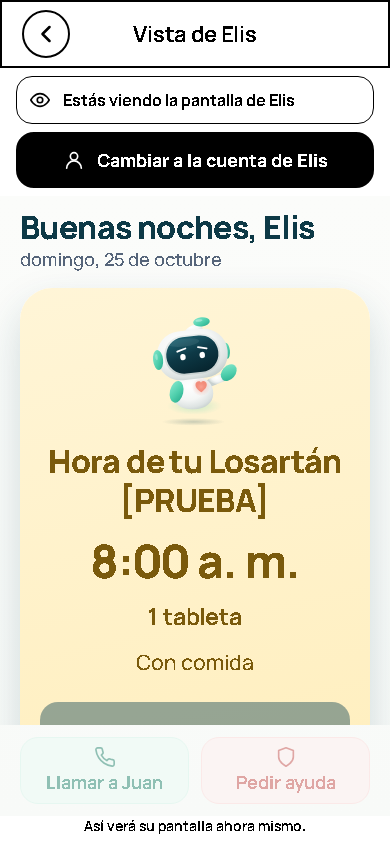 Vista de Elis
Estás viendo la pantalla de Elis
Cambiar a la cuenta de Elis
Buenas noches, Elis
domingo, 25 de octubre
Hora de tu Losartán
[PRUEBA]
8:00 a. m.
1 tableta
Con comida
Llamar a Juan
Pedir ayuda
Así verá su pantalla ahora mismo.